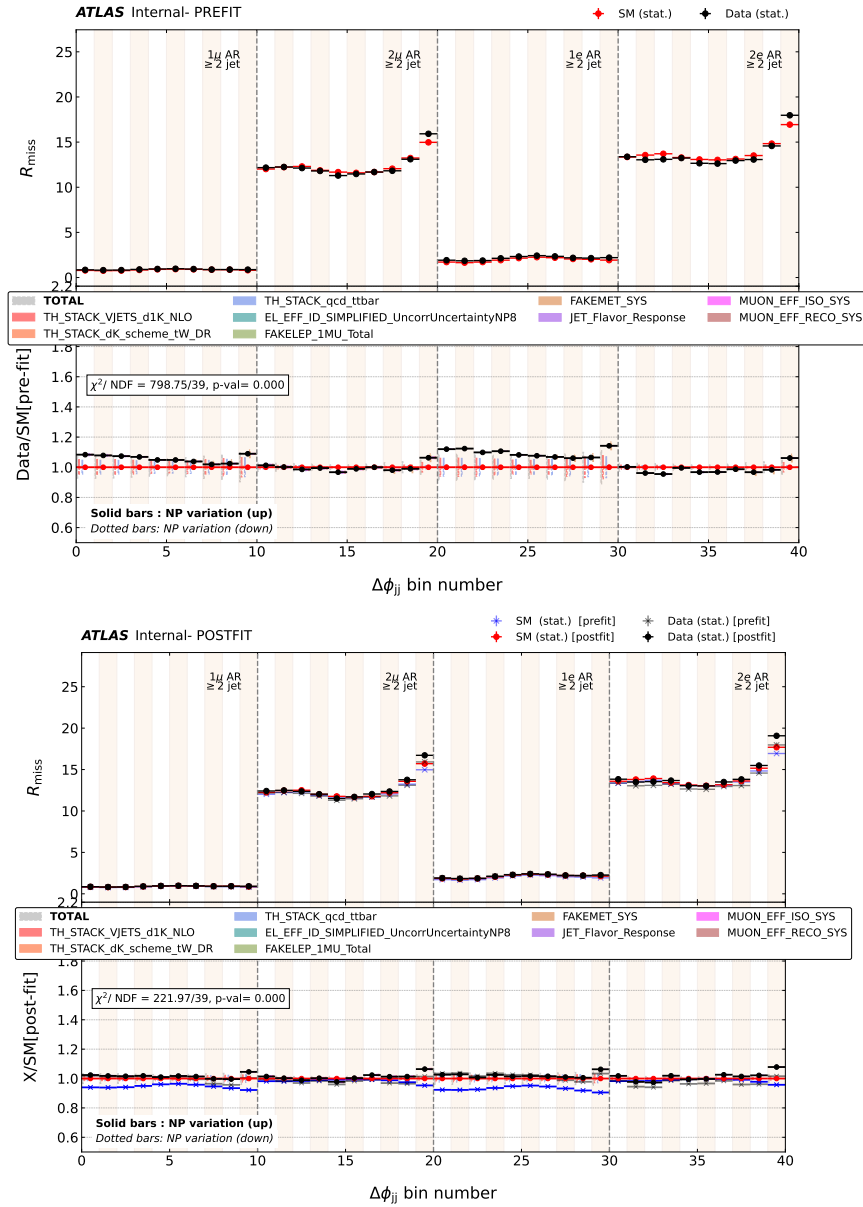 ATLAS Internal- PREFIT
SM (stat.) Data (stat.)
1μ AR
≥ 2 jet
2μ AR
≥ 2 jet
1e AR
≥ 2 jet
2e AR
≥ 2 jet
R_miss
25
20
15
10
5
0
2.2
TOTAL
TH_STACK_VJETS_d1K_NLO
TH_STACK_dK_scheme_tW_DR
TH_STACK_qcd_ttbar
EL_EFF_ID_SIMPLIFIED_UncorrUncertaintyNP8
FAKELEP_1MU_Total
FAKEMET_SYS
JET_Flavor_Response
MUON_EFF_ISO_SYS
MUON_EFF_RECO_SYS
Data/SM[pre-fit]
1.8
1.6
1.4
1.2
1.0
0.8
0.6
χ²/ NDF = 798.75/39, p-val= 0.000
Solid bars : NP variation (up)
Dotted bars: NP variation (down)
0 5 10 15 20 25 30 35 40
Δϕjj bin number
ATLAS Internal- POSTFIT
SM (stat.) [prefit]
SM (stat.) [postfit]
Data (stat.) [prefit]
Data (stat.) [postfit]
1μ AR
≥ 2 jet
2μ AR
≥ 2 jet
1e AR
≥ 2 jet
2e AR
≥ 2 jet
R_miss
25
20
15
10
5
0
2.2
TOTAL
TH_STACK_VJETS_d1K_NLO
TH_STACK_dK_scheme_tW_DR
TH_STACK_qcd_ttbar
EL_EFF_ID_SIMPLIFIED_UncorrUncertaintyNP8
FAKELEP_1MU_Total
FAKEMET_SYS
JET_Flavor_Response
MUON_EFF_ISO_SYS
MUON_EFF_RECO_SYS
X/SM[post-fit]
1.8
1.6
1.4
1.2
1.0
0.8
0.6
χ²/ NDF = 221.97/39, p-val= 0.000
Solid bars : NP variation (up)
Dotted bars: NP variation (down)
0 5 10 15 20 25 30 35 40
Δϕjj bin number